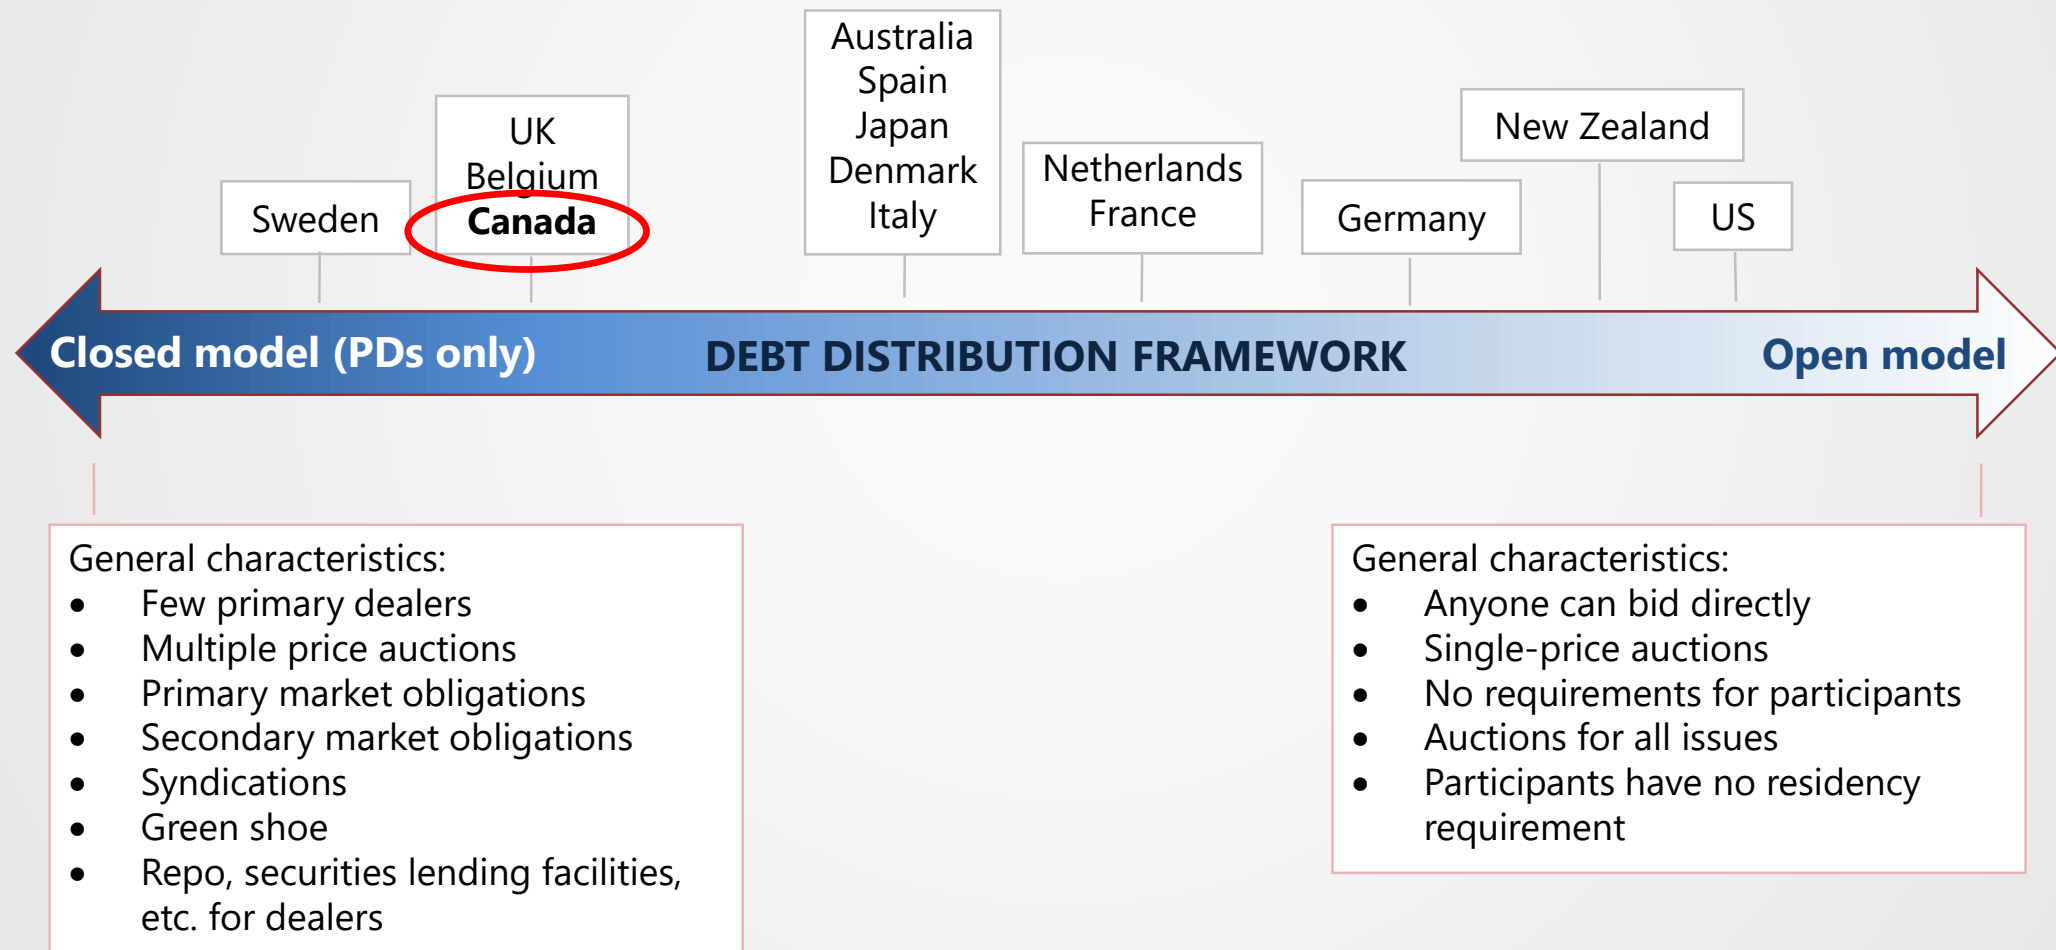 Australia
Spain
Japan
Denmark
Italy
UK
Belgium
Canada
New Zealand
Netherlands
France
Sweden
Germany
US
Closed model (PDs only)
DEBT DISTRIBUTION FRAMEWORK
Open model
General characteristics:
• Few primary dealers
• Multiple price auctions
• Primary market obligations
• Secondary market obligations
• Syndications
• Green shoe
• Repo, securities lending facilities,
etc. for dealers
General characteristics:
• Anyone can bid directly
• Single-price auctions
• No requirements for participants
• Auctions for all issues
• Participants have no residency
requirement